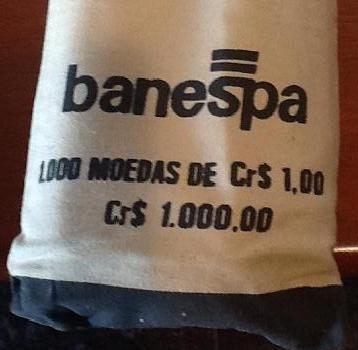 banespa
1.000 MOEDAS DE Cr$ 1,00
Cr$ 1.000,00